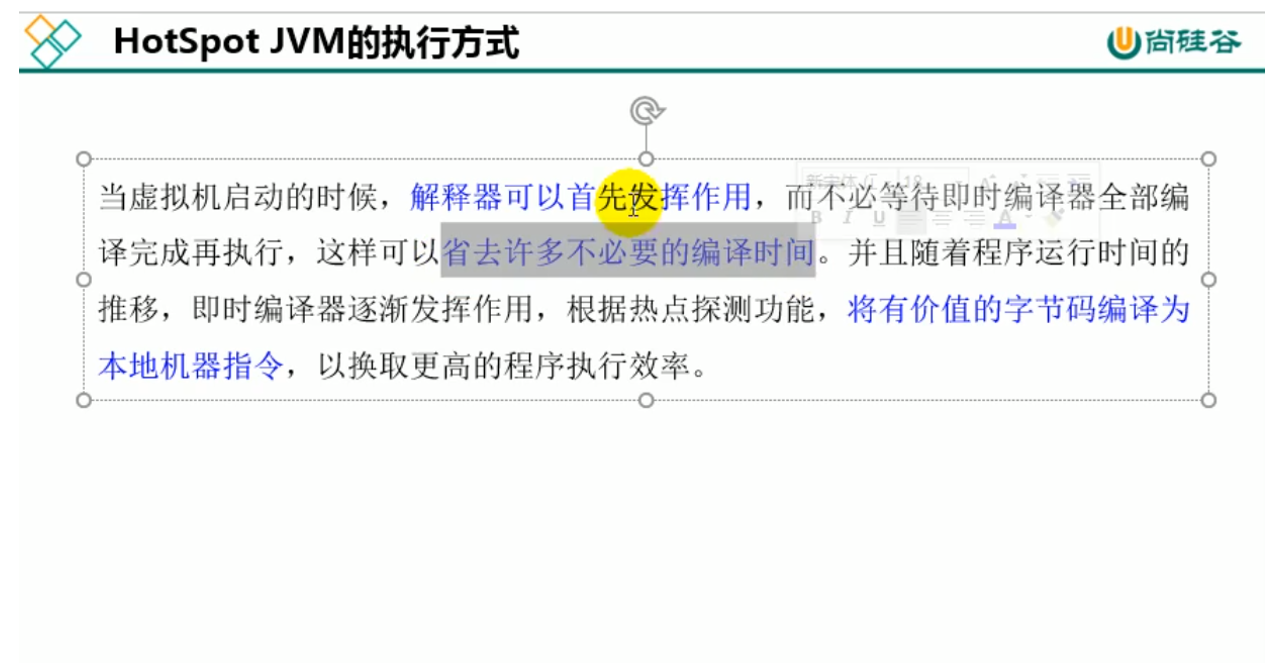 HotSpot JVM的执行方式
尚硅谷
当虚拟机启动的时候，解释器可以首先发挥作用，而不必等待即时编译器全部编
译完成再执行，这样可以省去许多不必要的编译时间。并且随着程序运行时间的
推移，即时编译器逐渐发挥作用，根据热点探测功能，将有价值的字节码编译为
本地机器指令，以换取更高的程序执行效率。
新宋体 18
B I U A